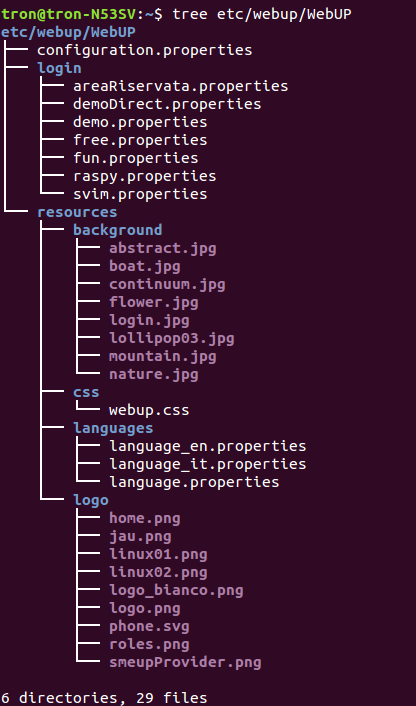 tron@tron-N53SV:~$ tree etc/webup/WebUP
etc/webup/WebUP
├── configuration.properties
├── login
│   ├── areaRiservata.properties
│   ├── demoDirect.properties
│   ├── demo.properties
│   ├── free.properties
│   ├── fun.properties
│   ├── raspy.properties
│   └── svim.properties
└── resources
    ├── background
    │   ├── abstract.jpg
    │   ├── boat.jpg
    │   ├── continuum.jpg
    │   ├── flower.jpg
    │   ├── login.jpg
    │   ├── lollipop03.jpg
    │   ├── mountain.jpg
    │   └── nature.jpg
    ├── css
    │   └── webup.css
    ├── languages
    │   ├── language_en.properties
    │   ├── language_it.properties
    │   └── language.properties
    └── logo
        ├── home.png
        ├── jau.png
        ├── linux01.png
        ├── linux02.png
        ├── logo_bianco.png
        ├── logo.png
        ├── phone.svg
        ├── roles.png
        └── smeupProvider.png
6 directories, 29 files